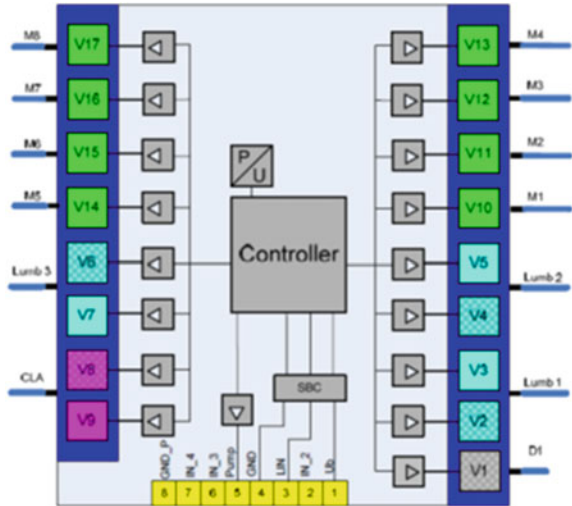 M8 V17 V13 M4
M7 V16 V12 M3
M6 V15 V11 M2
P
U
M5 V14 V10 M1
Controller
V6 V5
Lumb 3 Lumb 2
V7 V4
V8 V3
CLA Lumb 1
SBC
V9 V2
D1
V1
GND_P IN_4 IN_3 Pump GND LIN IN_2 Ub
8 7 6 5 4 3 2 1